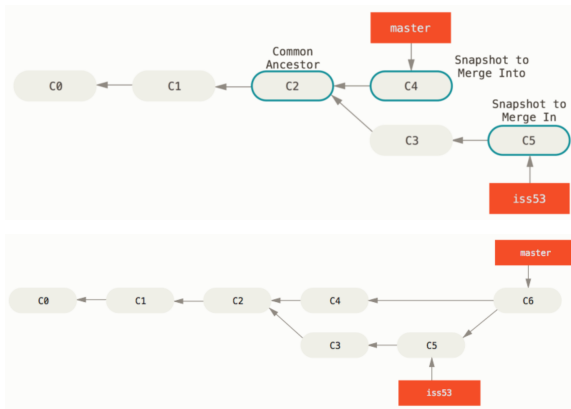 master
Common
Ancestor
Snapshot to
Merge Into
C0
C1
C2
C4
Snapshot to
Merge In
C3
C5
iss53
master
C0
C1
C2
C4
C6
C3
C5
iss53